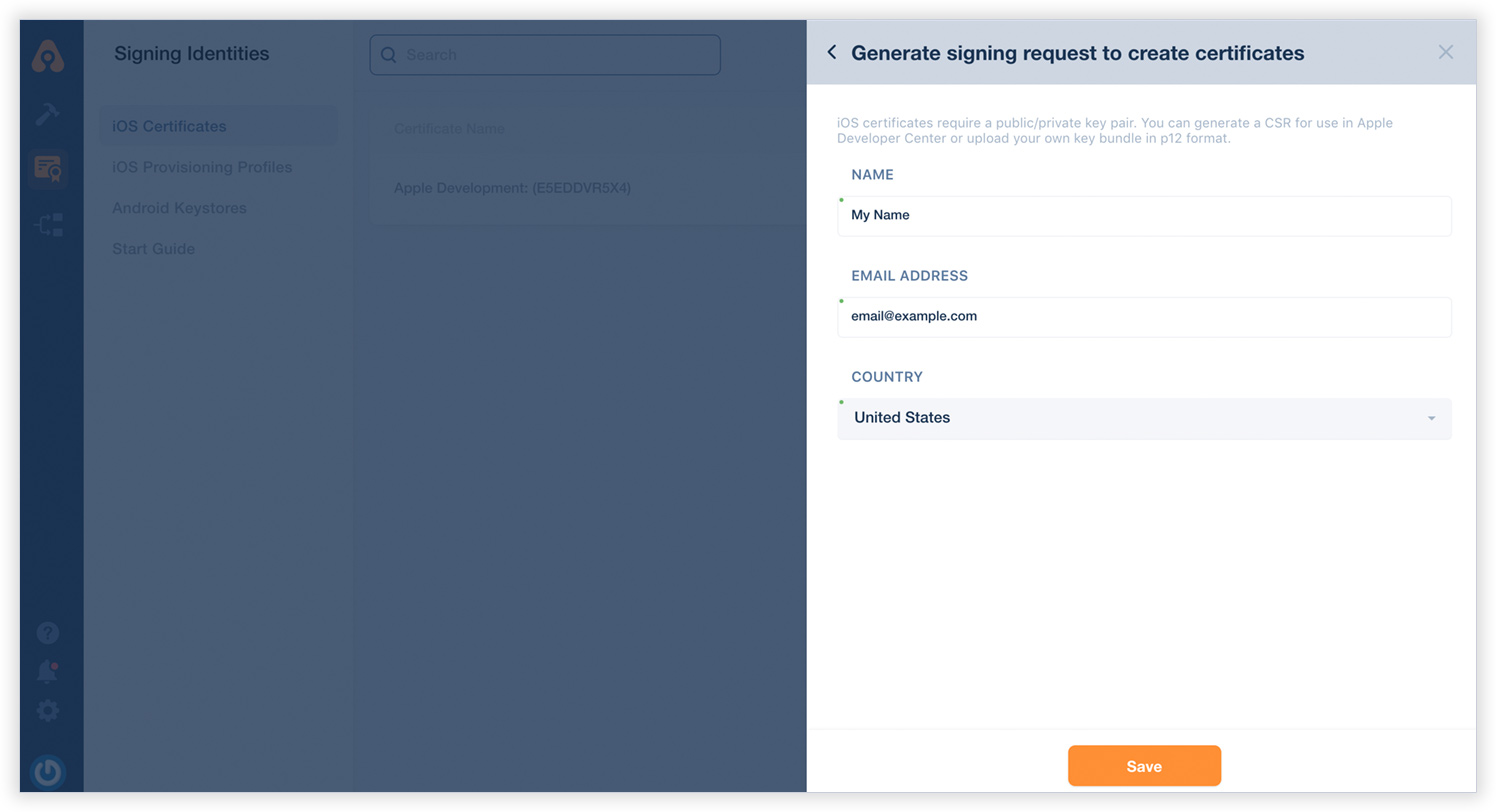 Signing Identities
Search
iOS Certificates
iOS Provisioning Profiles
Android Keystores
Start Guide
Certificate Name
Apple Development: (E5EDDVR5X4)
Generate signing request to create certificates
iOS certificates require a public/private key pair. You can generate a CSR for use in Apple
Developer Center or upload your own key bundle in p12 format.
NAME
My Name
EMAIL ADDRESS
email@example.com
COUNTRY
United States
Save